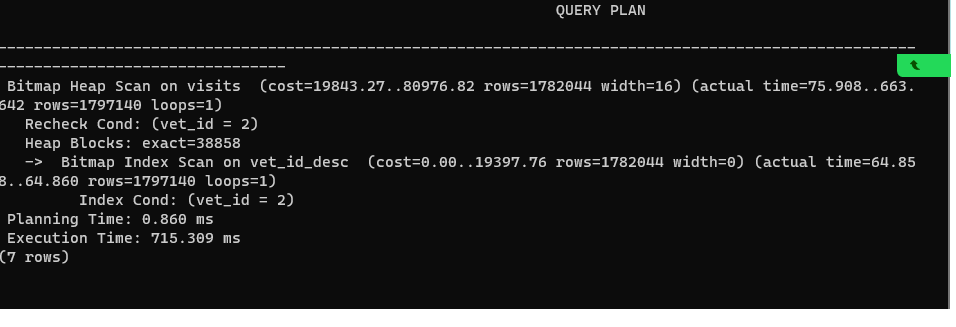 QUERY PLAN
--------------------------------------------------------------------------------------------------------
--------------------------------
Bitmap Heap Scan on visits  (cost=19843.27..80976.82 rows=1782044 width=16) (actual time=75.908..663.
642 rows=1797140 loops=1)
Recheck Cond: (vet_id = 2)
Heap Blocks: exact=38858
->  Bitmap Index Scan on vet_id_desc  (cost=0.00..19397.76 rows=1782044 width=0) (actual time=64.85
8..64.860 rows=1797140 loops=1)
Index Cond: (vet_id = 2)
Planning Time: 0.860 ms
Execution Time: 715.309 ms
(7 rows)